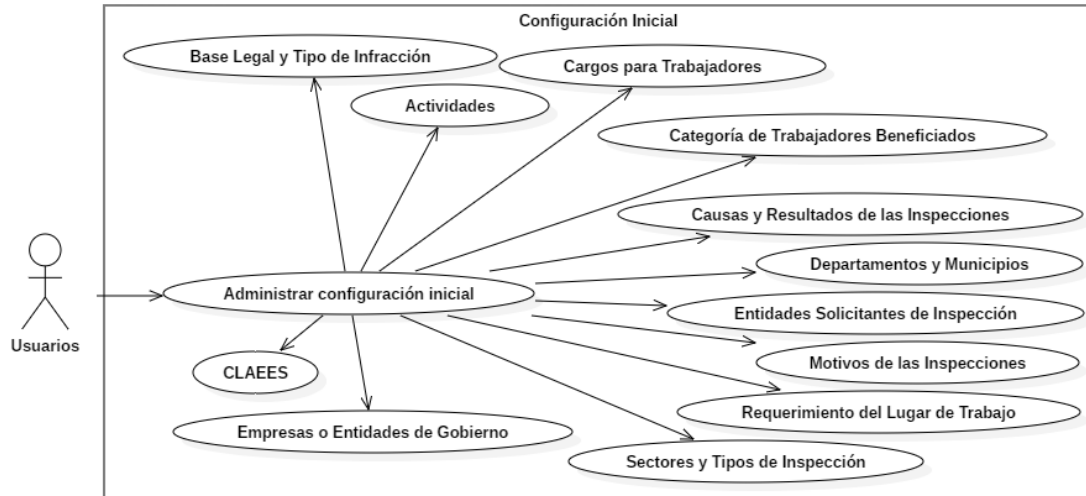 Configuración Inicial
Base Legal y Tipo de Infracción
Cargos para Trabajadores
Actividades
Categoría de Trabajadores Beneficiados
Causas y Resultados de las Inspecciones
Departamentos y Municipios
Administrar configuración inicial
Entidades Solicitantes de Inspección
Usuarios
Motivos de las Inspecciones
CLAEES
Requerimiento del Lugar de Trabajo
Empresas o Entidades de Gobierno
Sectores y Tipos de Inspección